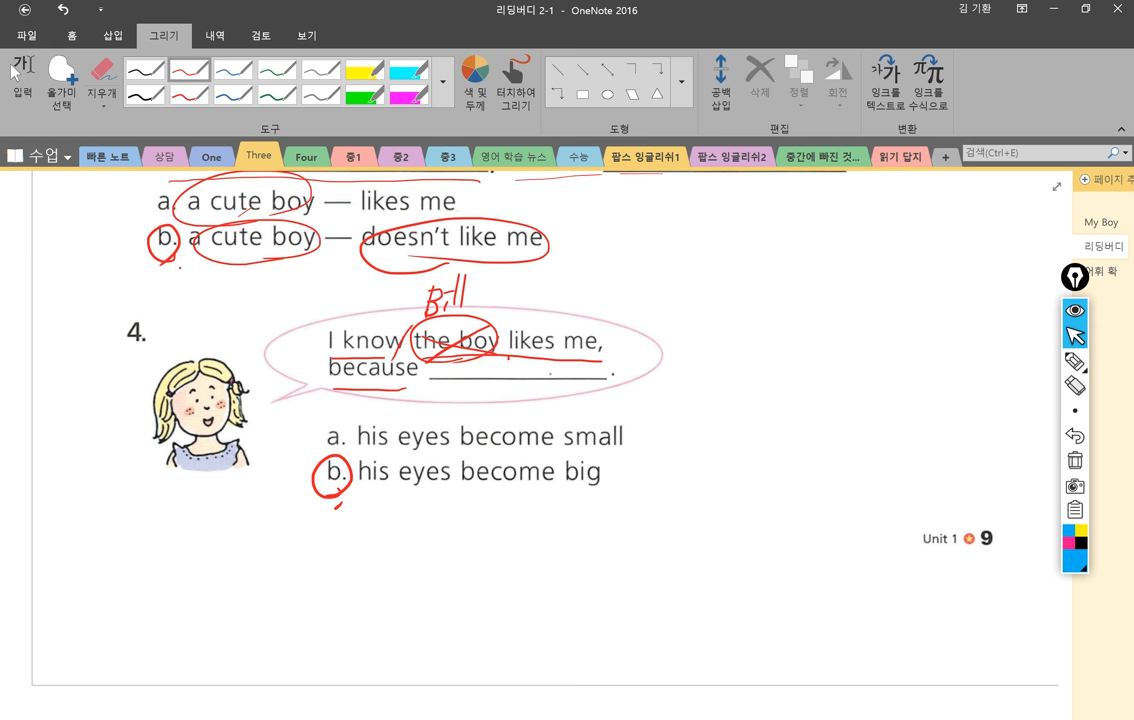 리딩버디 2-1 - OneNote 2016
김 기환
파일 홈 삽입 그리기 내역 검토 보기
입력
올가미 선택
지우개
색 및 두께
터치하여 그리기
공백 삽입
삭제
정렬
회전
잉크를 텍스트로
잉크를 수식으로
도구 도형 편집 변환
수업 빠른 노트 상담 One Three Four 중1 중2 중3 영어 학습 뉴스 수능 팝스 잉글리쉬1 팝스 잉글리쉬2 중간에 빠진 것... 읽기 답지 + 검색(Ctrl+E)
페이지 추
My Boy
리딩버디
어휘 확
a. a cute boy — likes me
b. a cute boy — doesn't like me
Bill
4.
I know the boy likes me,
because ____________.
a. his eyes become small
b. his eyes become big
Unit 1 9